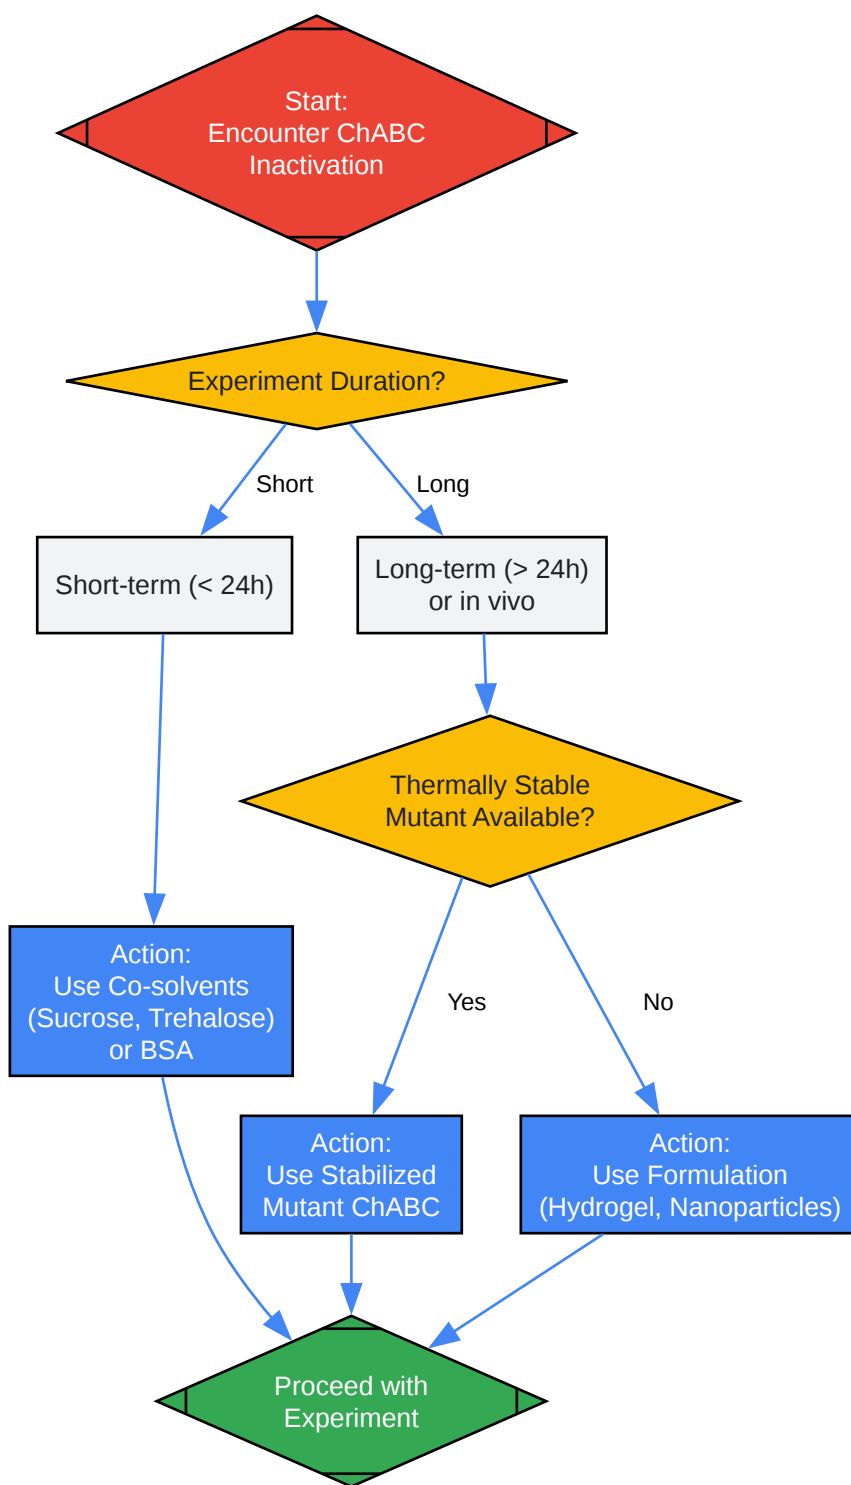 Start:
Encounter ChABC
Inactivation
Experiment Duration?
Short
Long
Short-term (< 24h)
Long-term (> 24h)
or in vivo
Thermally Stable
Mutant Available?
Action:
Use Co-solvents
(Sucrose, Trehalose)
or BSA
Yes
No
Action:
Use Stabilized
Mutant ChABC
Action:
Use Formulation
(Hydrogel, Nanoparticles)
Proceed with
Experiment